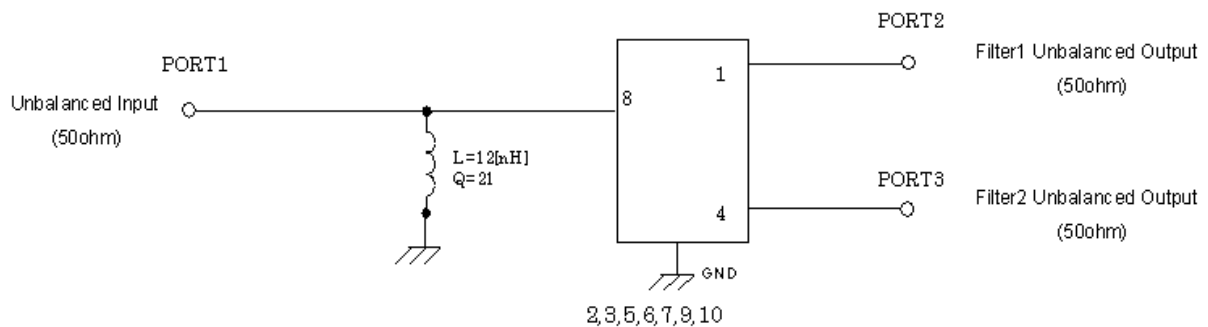 PORT1
Unbalanced Input
(50ohm)
L=12[nH]
Q=21
8
1
4
GND
2,3,5,6,7,9,10
PORT2
Filter1 Unbalanced Output
(50ohm)
PORT3
Filter2 Unbalanced Output
(50ohm)